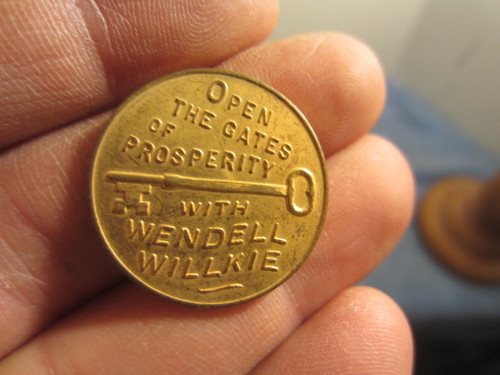 OPEN
THE GATES
OF
PROSPERITY
WITH
WENDELL
WILLKIE